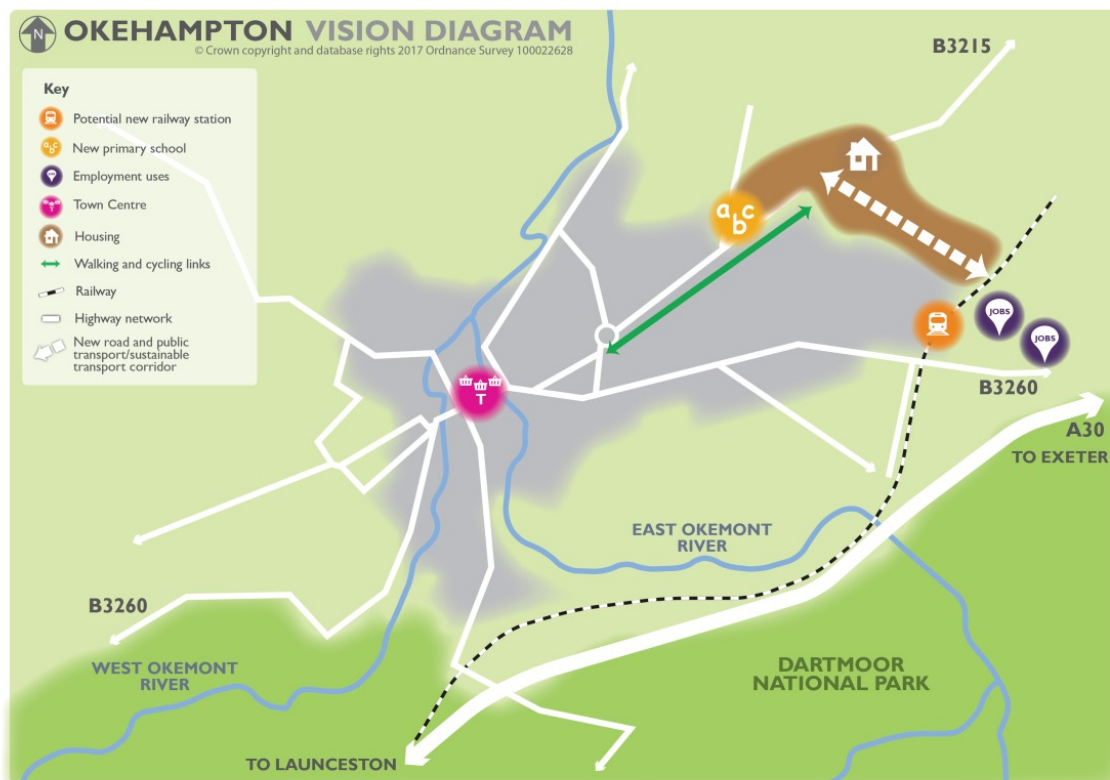 N
OKEHAMPTON VISION DIAGRAM
© Crown copyright and database rights 2017 Ordnance Survey 100022628
Key
Potential new railway station
abc
New primary school
Employment uses
T
Town Centre
Housing
Walking and cycling links
Railway
Highway network
New road and public
transport/sustainable
transport corridor
B3215
abc
JOBS
JOBS
B3260
T
A30
TO EXETER
EAST OKEMONT
RIVER
B3260
WEST OKEMONT
RIVER
DARTMOOR
NATIONAL PARK
TO LAUNCESTON